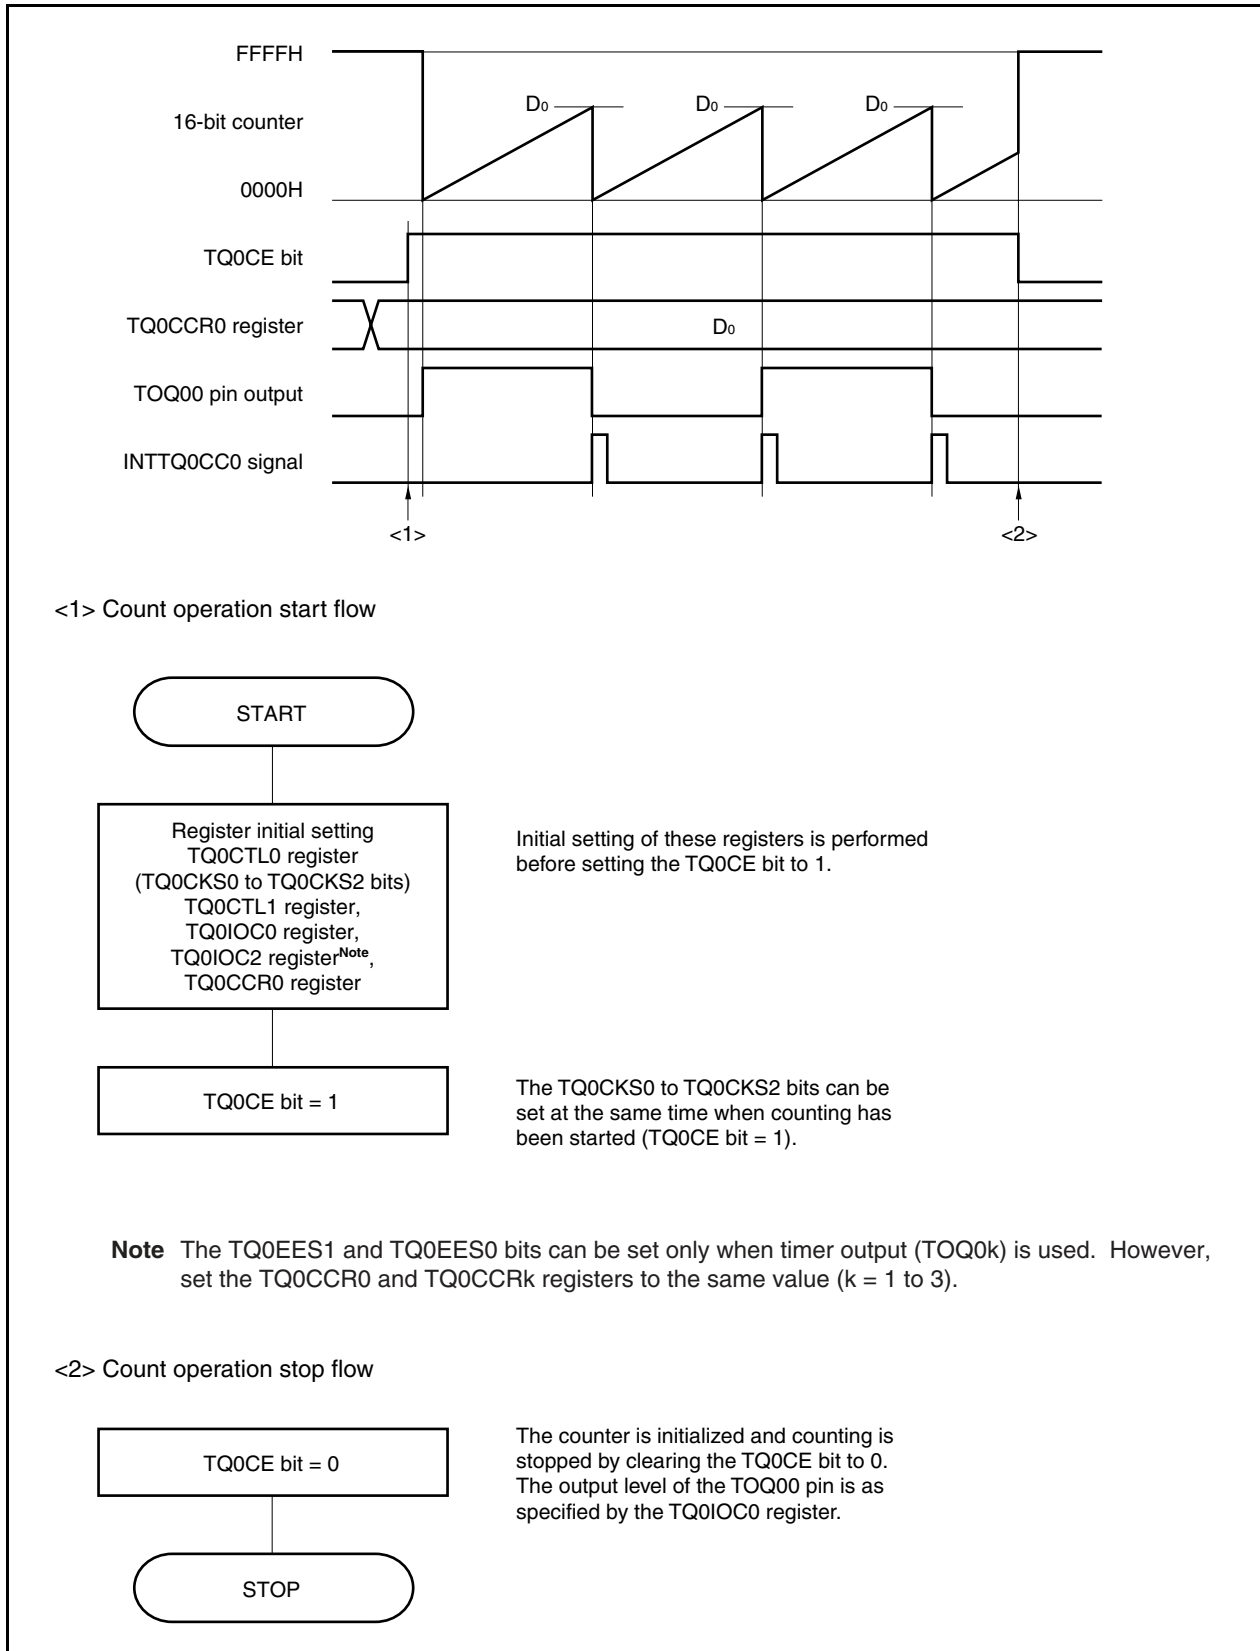 FFFFH
D0
D0
D0
16-bit counter
0000H
TQ0CE bit
TQ0CCR0 register
D0
TOQ00 pin output
INTTQ0CC0 signal
<1>
<2>
<1> Count operation start flow
START
Register initial setting
TQ0CTL0 register
(TQ0CKS0 to TQ0CKS2 bits)
TQ0CTL1 register,
TQ0IOC0 register,
TQ0IOC2 registerNote,
TQ0CCR0 register
Initial setting of these registers is performed
before setting the TQ0CE bit to 1.
TQ0CE bit = 1
The TQ0CKS0 to TQ0CKS2 bits can be
set at the same time when counting has
been started (TQ0CE bit = 1).
Note The TQ0EES1 and TQ0EES0 bits can be set only when timer output (TOQ0k) is used. However,
set the TQ0CCR0 and TQ0CCRk registers to the same value (k = 1 to 3).
<2> Count operation stop flow
TQ0CE bit = 0
The counter is initialized and counting is
stopped by clearing the TQ0CE bit to 0.
The output level of the TOQ00 pin is as
specified by the TQ0IOC0 register.
STOP